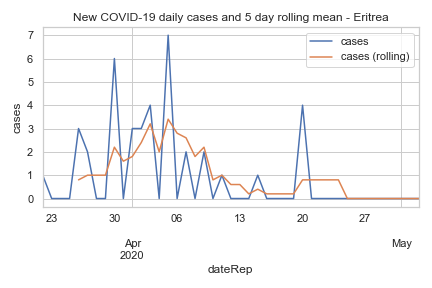 New COVID-19 daily cases and 5 day rolling mean - Eritrea
cases
cases (rolling)
7
6
5
4
3
2
1
0
cases
23 30 06 13 20 27
Apr May
2020
dateRep